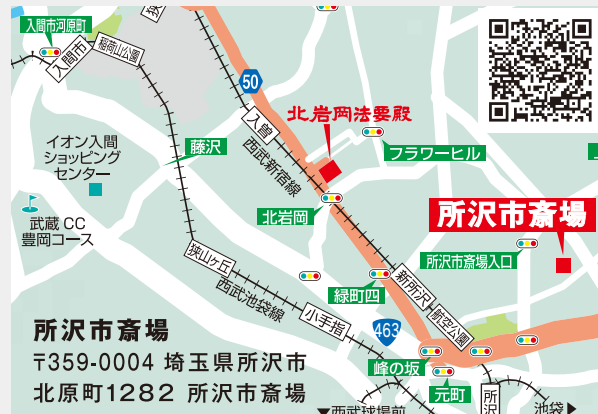 入間市河原町
狭
入間市
稲荷山公園
50
北岩岡法要殿
入曽
イオン入間
ショッピング
センター
藤沢
西武新宿線
フラワーヒル
武蔵CC
豊岡コース
北岩岡
所沢市斎場
所沢市斎場入口
狭山ヶ丘
西武池袋線
緑町四
新所沢
航空公園
小手指
463
所沢市斎場
〒359-0004 埼玉県所沢市
北原町1282 所沢市斎場
峰の坂
元町
所沢
▼西武球場前
池袋▶